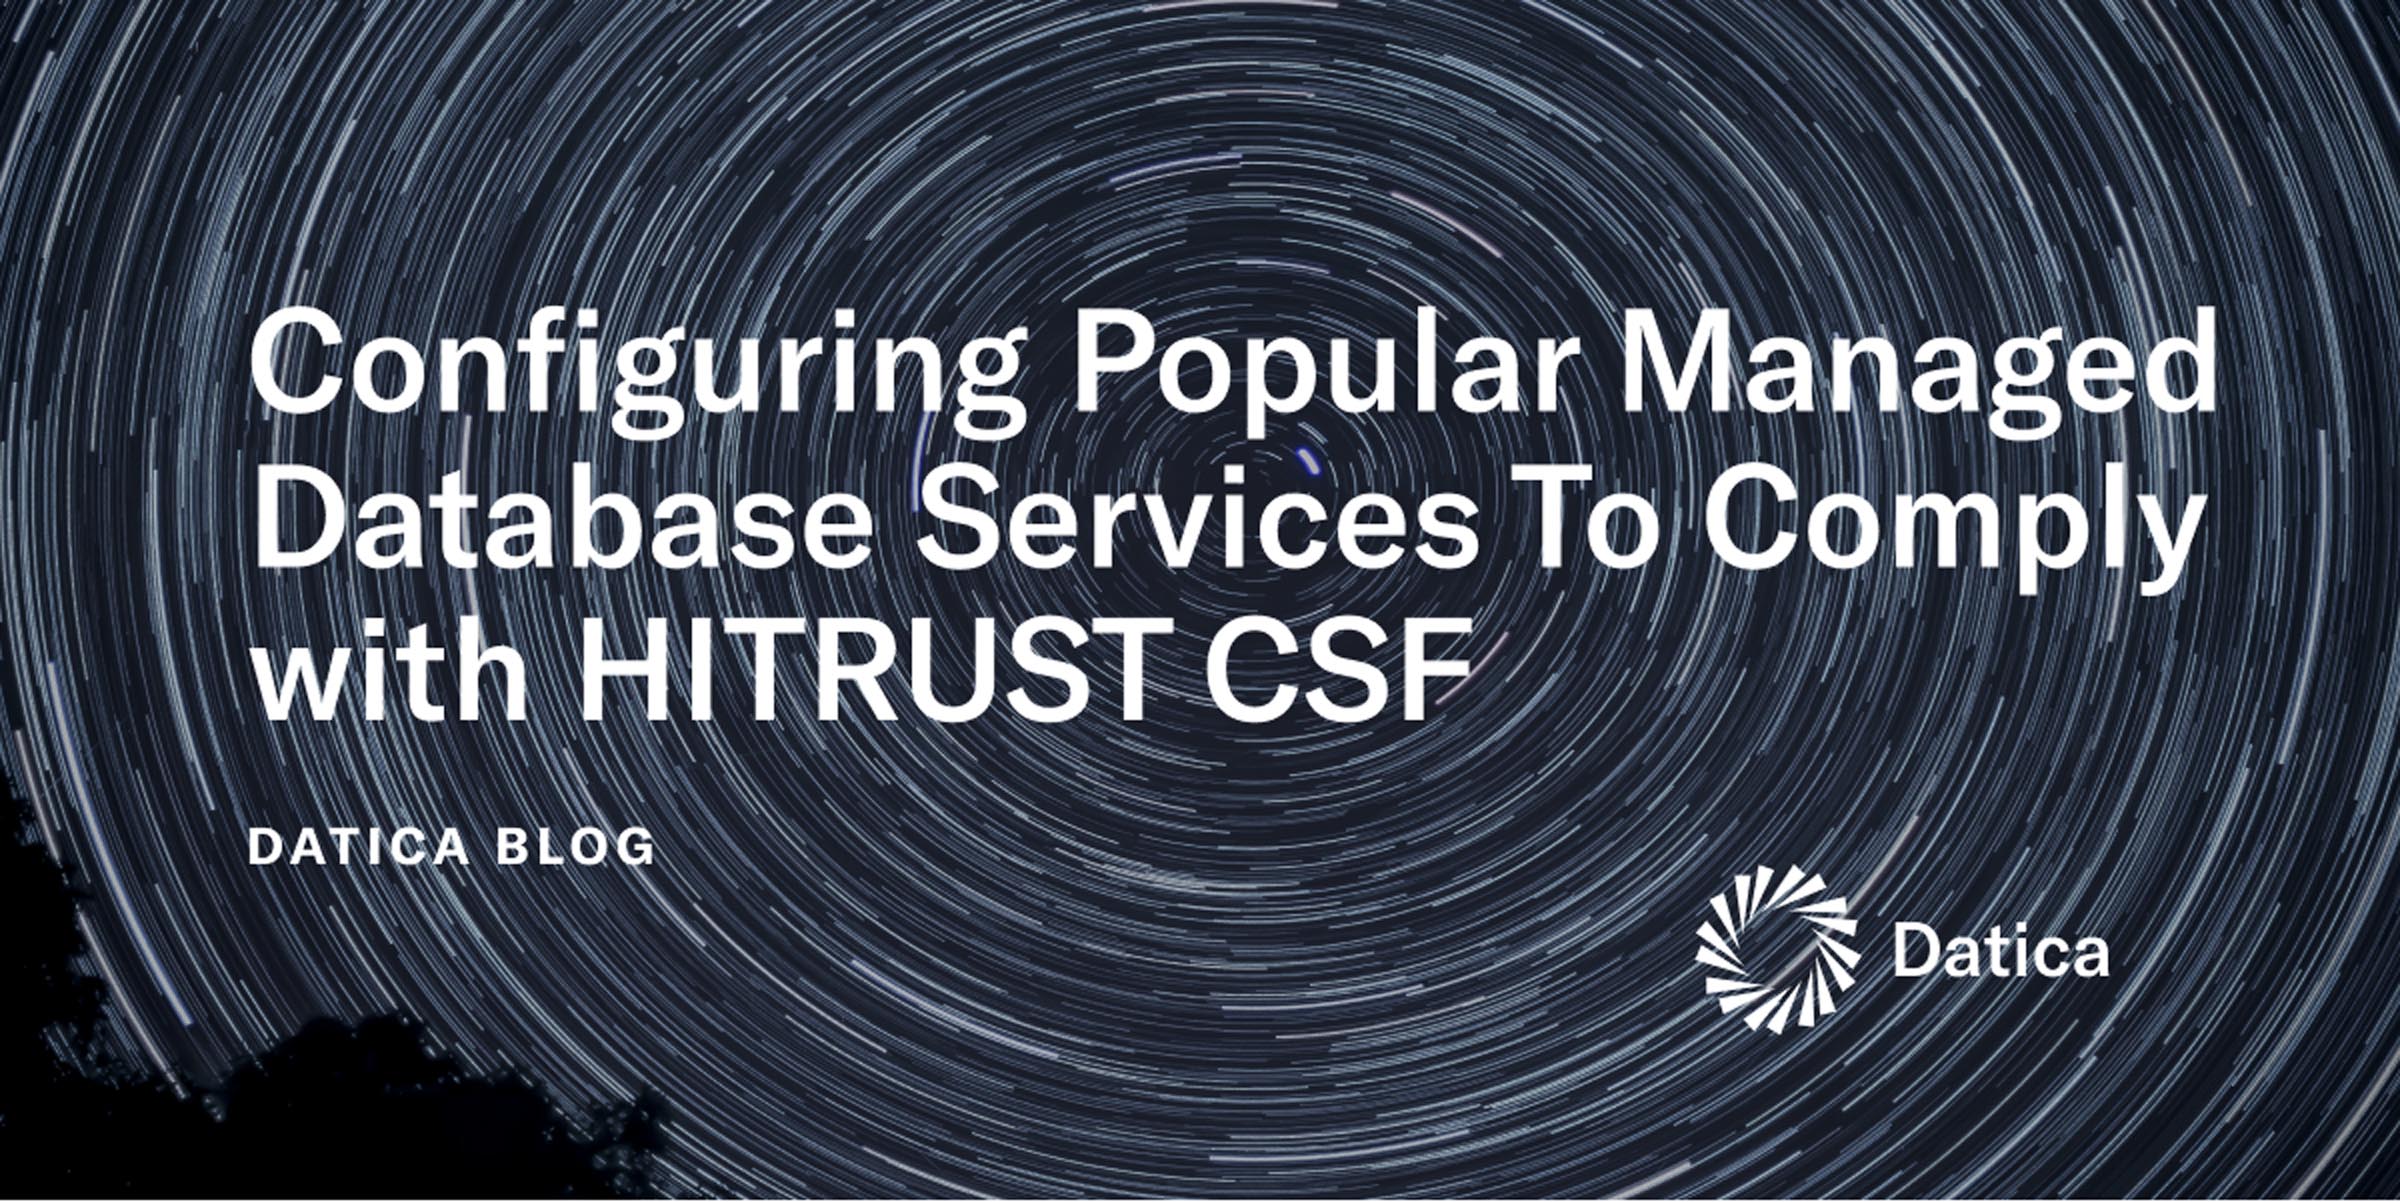 Configuring Popular Managed
Database Services To Comply
with HITRUST CSF
DATICA BLOG
Datica